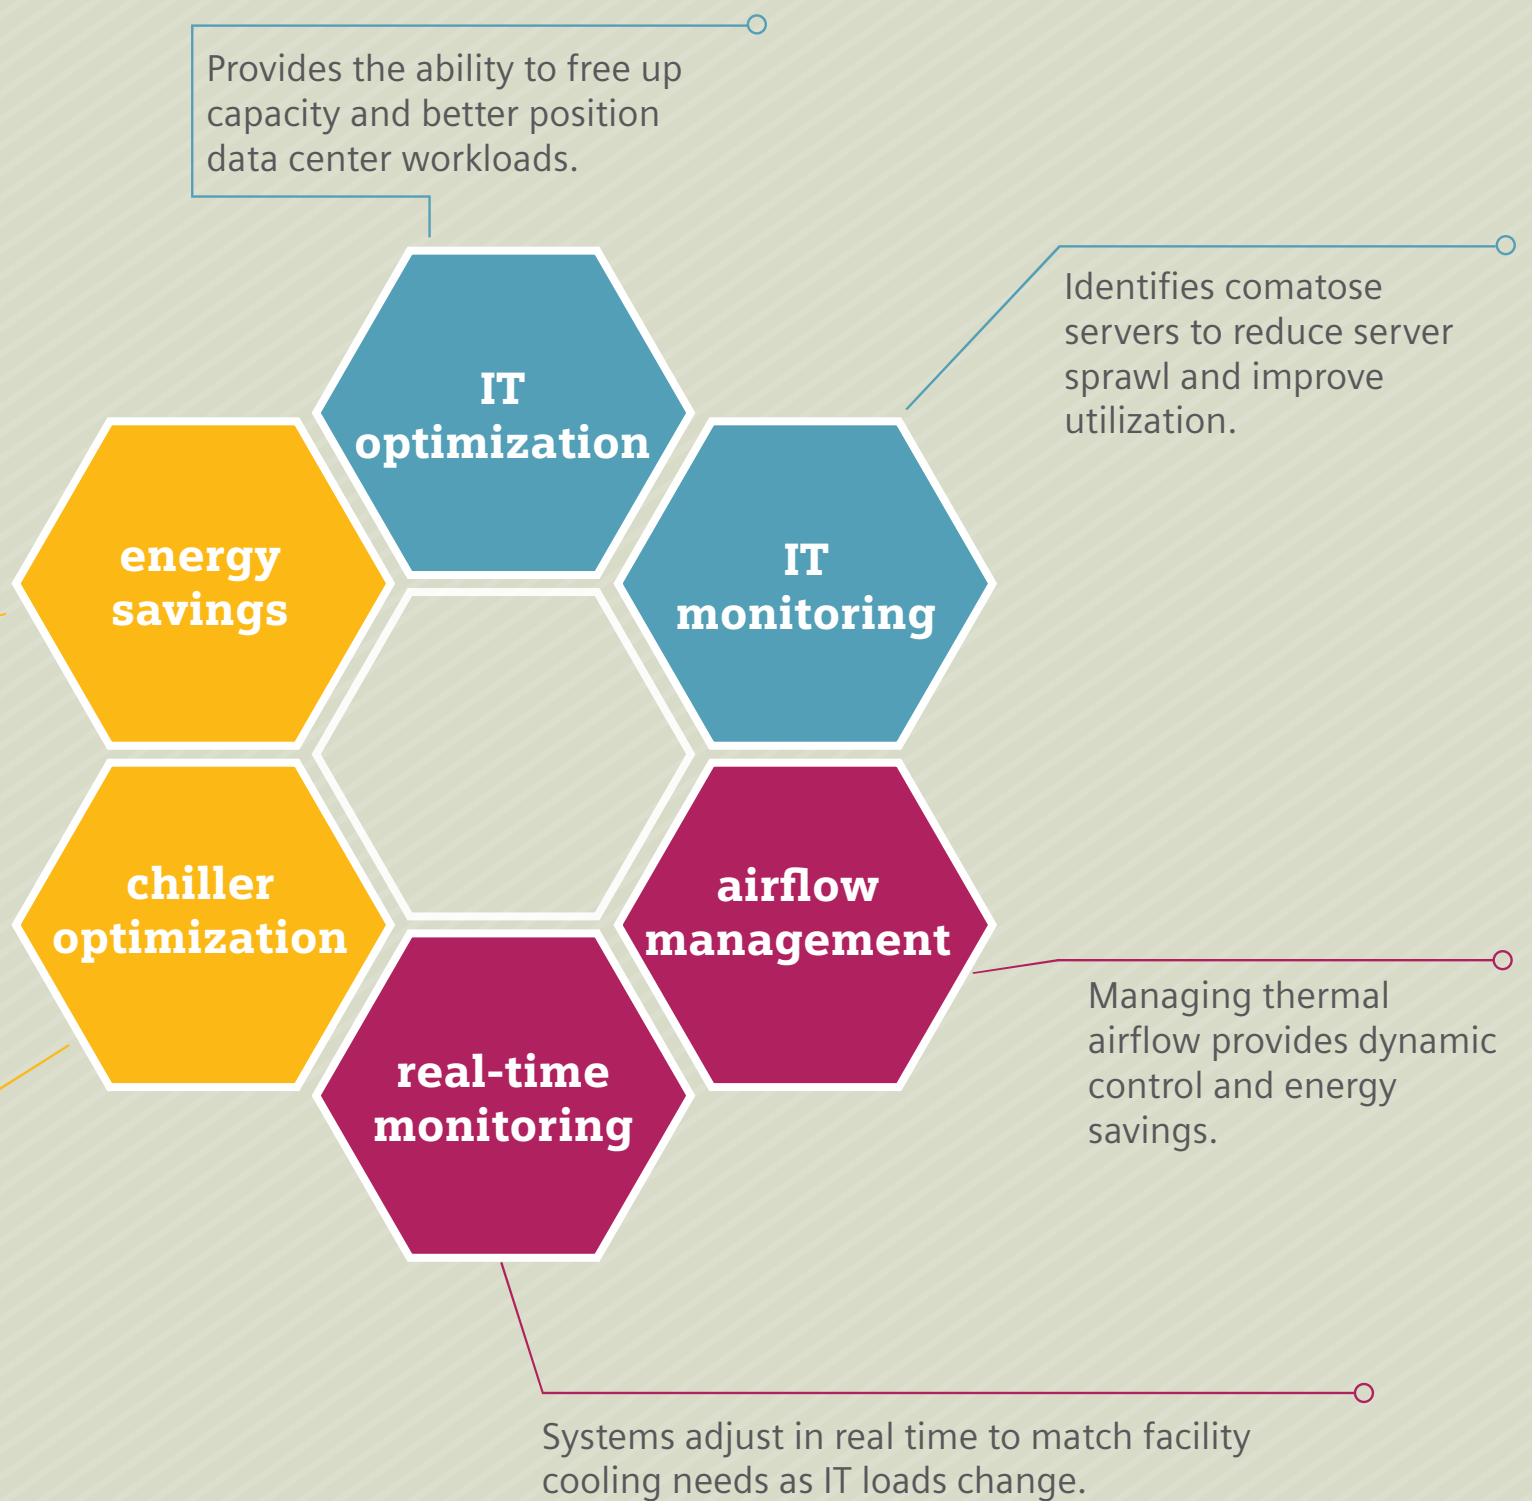 Provides the ability to free up
capacity and better position
data center workloads.
Identifies comatose
servers to reduce server
sprawl and improve
utilization.
IT
optimization
energy
savings
IT
monitoring
chiller
optimization
airflow
management
real-time
monitoring
Managing thermal
airflow provides dynamic
control and energy
savings.
Systems adjust in real time to match facility
cooling needs as IT loads change.